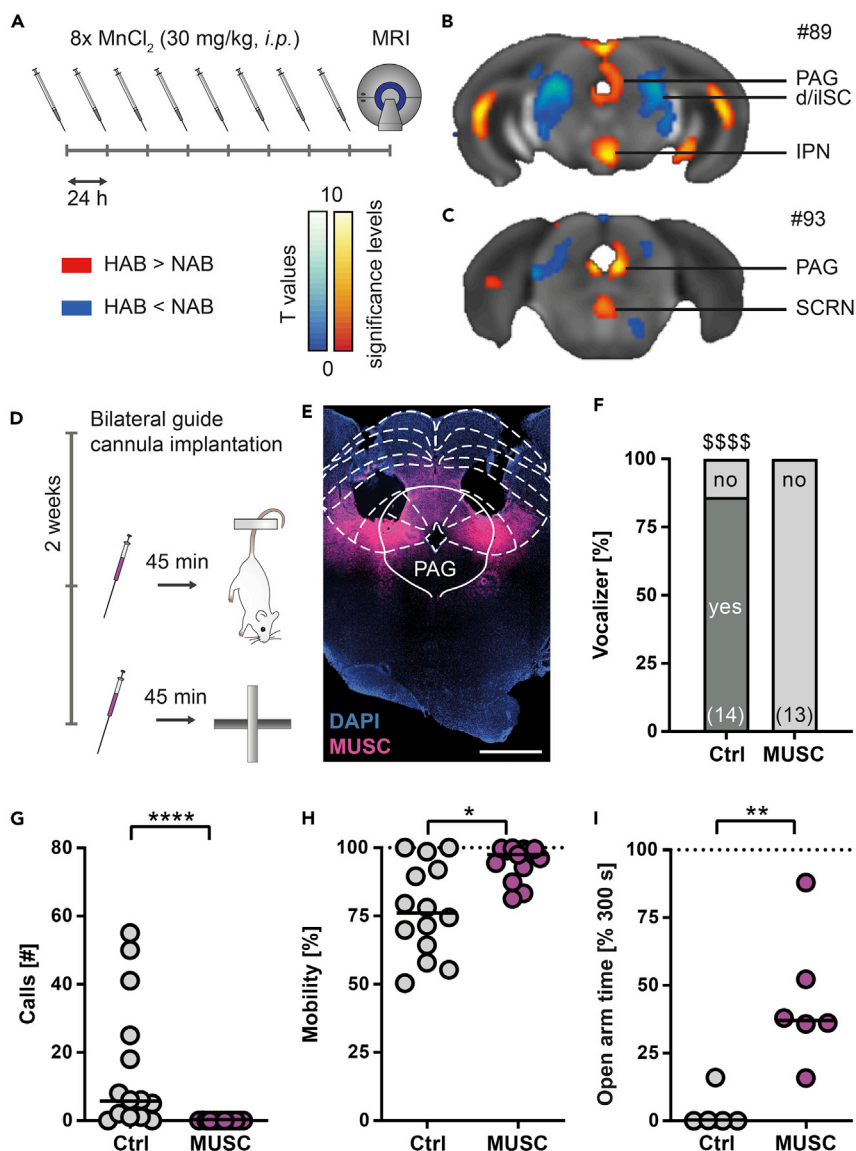 A
8x MnCl2 (30 mg/kg, i.p.)
MRI
24 h
HAB > NAB
HAB < NAB
10
T values
significance levels
0
B
#89
PAG
d/ilSC
IPN
C
#93
PAG
SCRN
D
Bilateral guide
cannula implantation
2 weeks
45 min
45 min
E
PAG
DAPI
MUSC
F
$$$$
Vocalizer [%]
100
75
50
25
0
no
yes
(14)
no
(13)
Ctrl
MUSC
G
****
Calls [#]
80
60
40
20
0
Ctrl
MUSC
H
*
Mobility [%]
100
75
50
25
0
Ctrl
MUSC
I
**
Open arm time [% 300 s]
100
75
50
25
0
Ctrl
MUSC